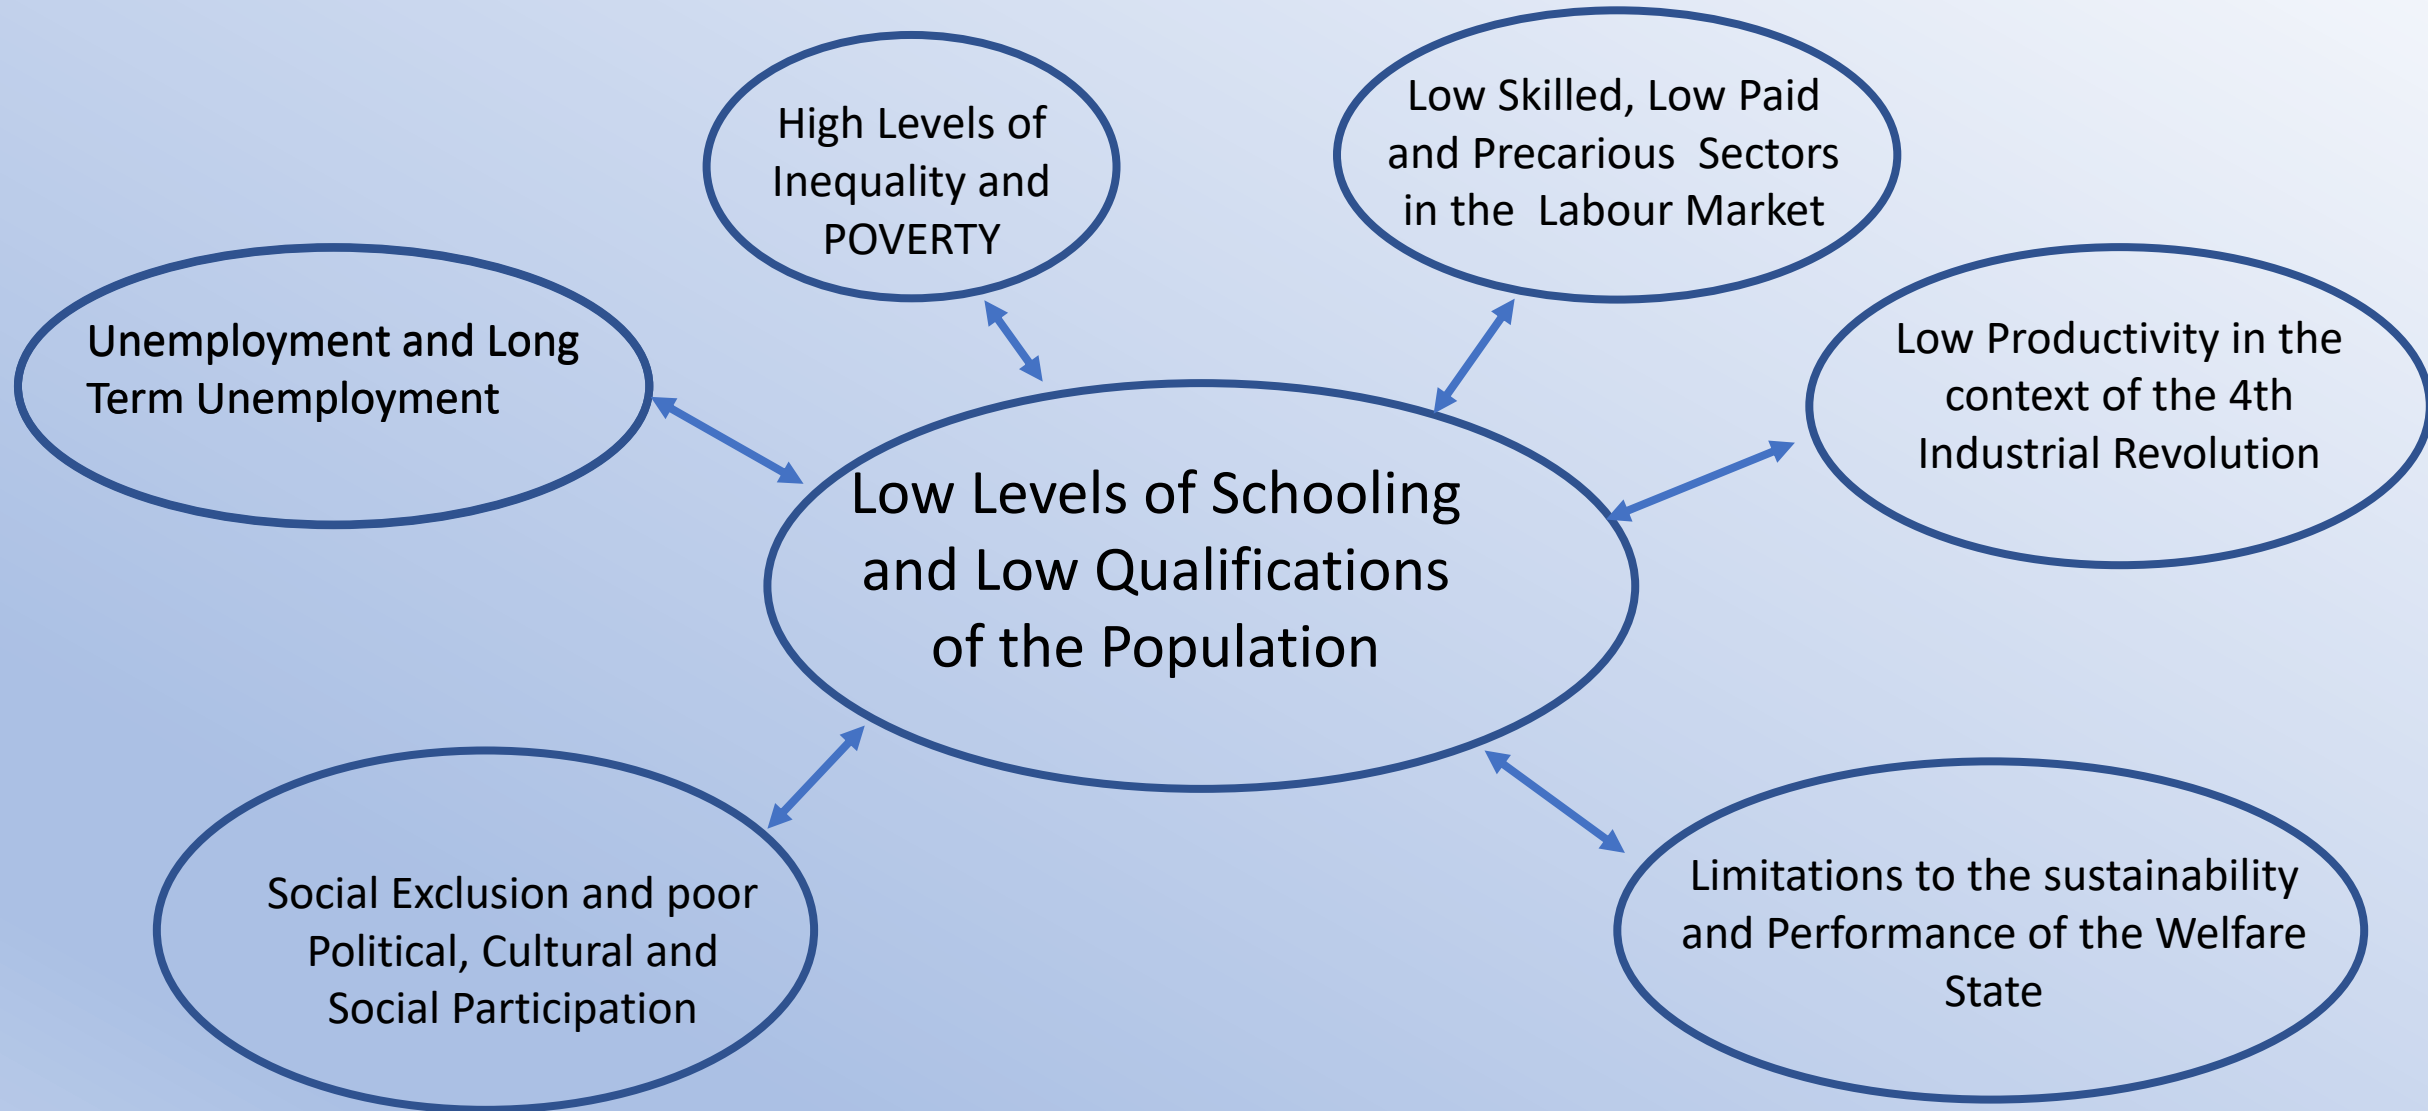 High Levels of
Inequality and
POVERTY
Low Skilled, Low Paid
and Precarious  Sectors
in the  Labour Market
Unemployment and Long
Term Unemployment
Low Productivity in the
context of the 4th
Industrial Revolution
Low Levels of Schooling
and Low Qualifications
of the Population
Social Exclusion and poor
Political, Cultural and
Social Participation
Limitations to the sustainability
and Performance of the Welfare
State